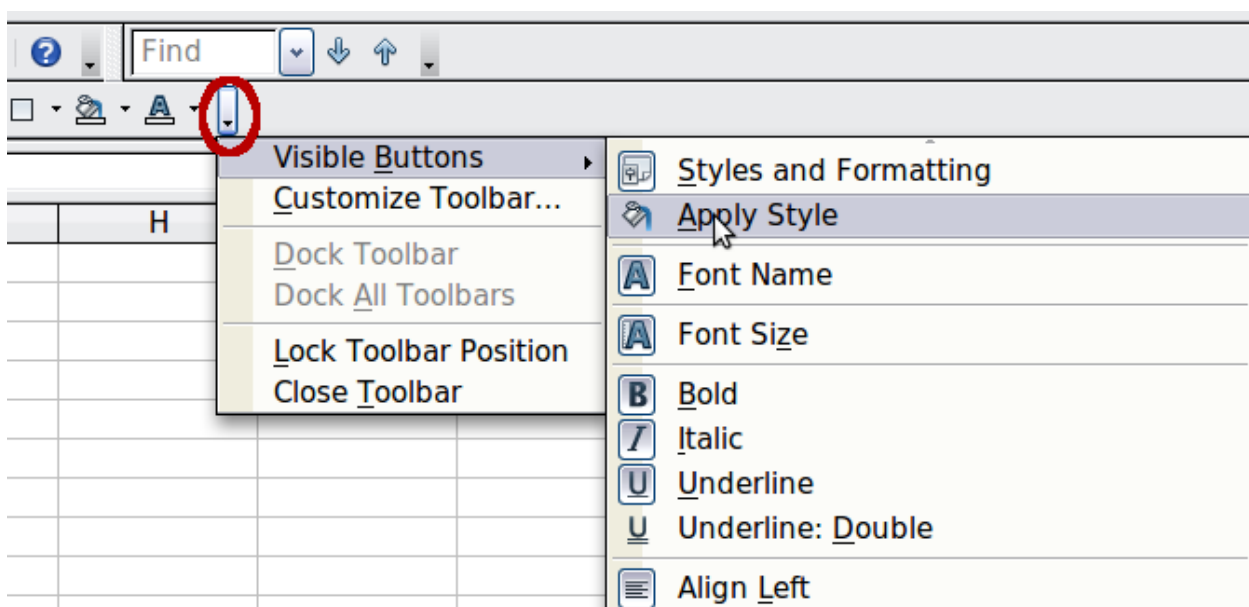 Find
H
Visible Buttons
Customize Toolbar...
Dock Toolbar
Dock All Toolbars
Lock Toolbar Position
Close Toolbar
Styles and Formatting
Apply Style
Font Name
Font Size
Bold
Italic
Underline
Underline: Double
Align Left